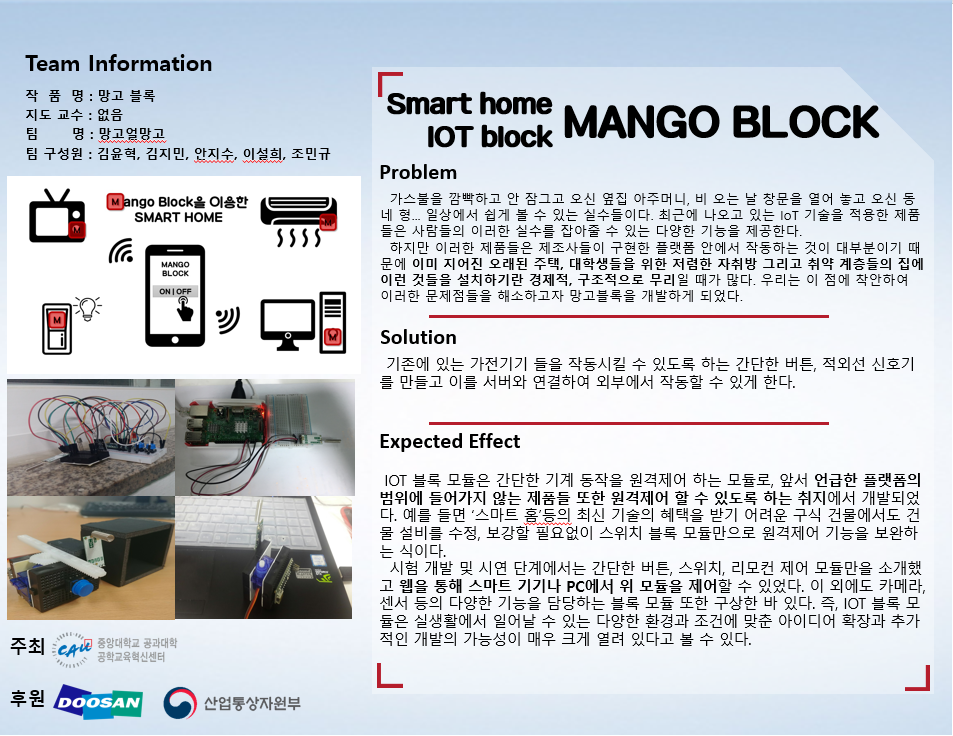 Team Information
작 품 명 : 망고 블록
지도 교수 : 없음
팀 명 : 망고얼망고
팀 구성원 : 김윤혁, 김지민, 안지수, 이설희, 조민규
Mango Block을 이용한
SMART HOME
M
M
MANGO
BLOCK
ON | OFF
M
M
주최
CAU
중앙대학교 공과대학
공학교육혁신센터
후원
DOOSAN
산업통상자원부
Smart home
IOT block
MANGO BLOCK
Problem
가스불을 깜빡하고 안 잠그고 오신 옆집 아주머니, 비 오는 날 창문을 열어 놓고 오신 동
네 형... 일상에서 쉽게 볼 수 있는 실수들이다. 최근에 나오고 있는 IoT 기술을 적용한 제품
들은 사람들의 이러한 실수를 잡아줄 수 있는 다양한 기능을 제공한다.
하지만 이러한 제품들은 제조사들이 구현한 플랫폼 안에서 작동하는 것이 대부분이기 때
문에 이미 지어진 오래된 주택, 대학생들을 위한 저렴한 자취방 그리고 취약 계층들의 집에
이런 것들을 설치하기란 경제적, 구조적으로 무리일 때가 많다. 우리는 이 점에 착안하여
이러한 문제점들을 해소하고자 망고블록을 개발하게 되었다.
Solution
기존에 있는 가전기기 들을 작동시킬 수 있도록 하는 간단한 버튼, 적외선 신호기
를 만들고 이를 서버와 연결하여 외부에서 작동할 수 있게 한다.
Expected Effect
IOT 블록 모듈은 간단한 기계 동작을 원격제어 하는 모듈로, 앞서 언급한 플랫폼의
범위에 들어가지 않는 제품들 또한 원격제어 할 수 있도록 하는 취지에서 개발되었
다. 예를 들면 '스마트 홈'등의 최신 기술의 혜택을 받기 어려운 구식 건물에서도 건
물 설비를 수정, 보강할 필요없이 스위치 블록 모듈만으로 원격제어 기능을 보완하
는 식이다.
시험 개발 및 시연 단계에서는 간단한 버튼, 스위치, 리모컨 제어 모듈만을 소개했
고 웹을 통해 스마트 기기나 PC에서 위 모듈을 제어할 수 있었다. 이 외에도 카메라,
센서 등의 다양한 기능을 담당하는 블록 모듈 또한 구상한 바 있다. 즉, IOT 블록 모
듈은 실생활에서 일어날 수 있는 다양한 환경과 조건에 맞춘 아이디어 확장과 추가
적인 개발의 가능성이 매우 크게 열려 있다고 볼 수 있다.